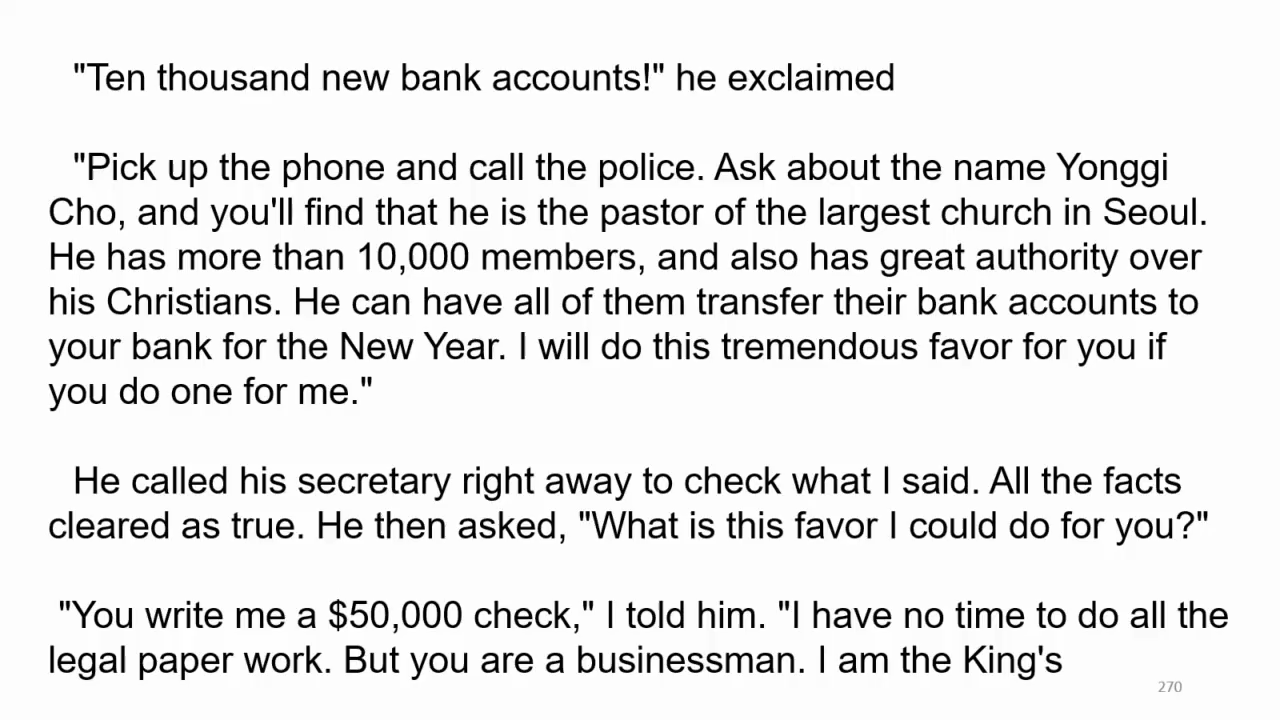 "Ten thousand new bank accounts!" he exclaimed
"Pick up the phone and call the police. Ask about the name Yonggi
Cho, and you'll find that he is the pastor of the largest church in Seoul.
He has more than 10,000 members, and also has great authority over
his Christians. He can have all of them transfer their bank accounts to
your bank for the New Year. I will do this tremendous favor for you if
you do one for me."
He called his secretary right away to check what I said. All the facts
cleared as true. He then asked, "What is this favor I could do for you?"
"You write me a $50,000 check," I told him. "I have no time to do all the
legal paper work. But you are a businessman. I am the King's
270